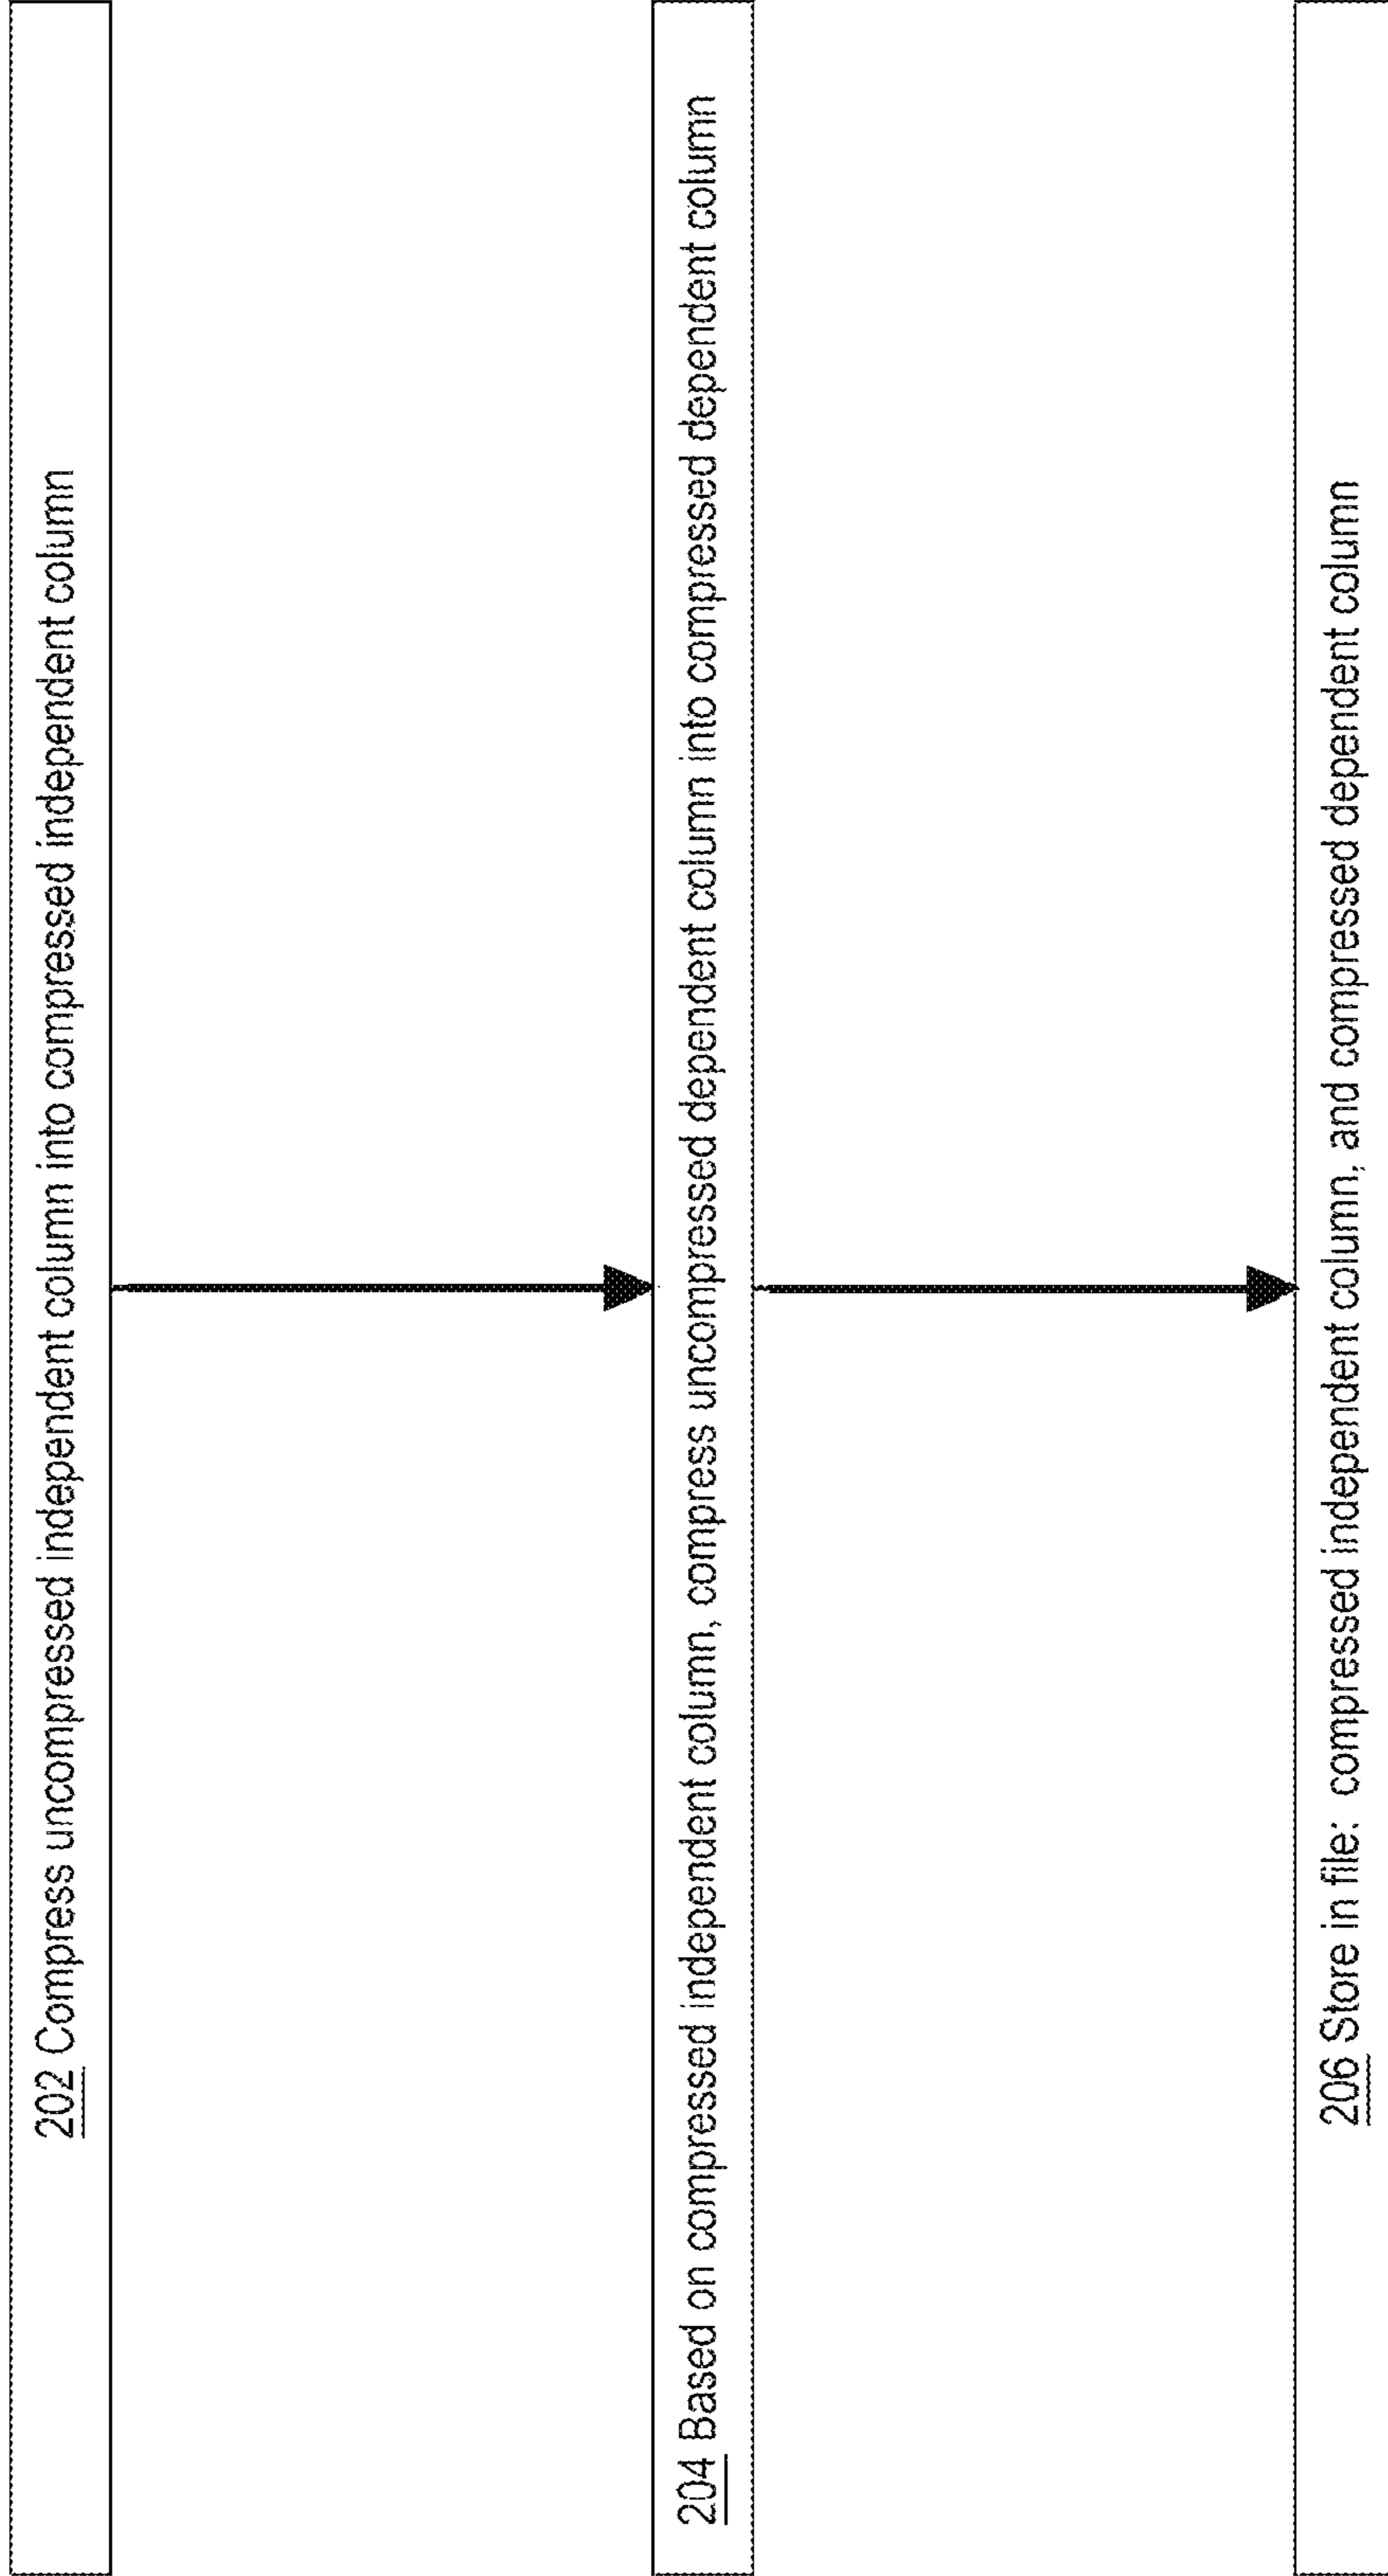 202 Compress uncompressed independent column into compressed independent column
204 Based on compressed independent column, compress uncompressed dependent column into compressed dependent column
206 Store in file: compressed independent column, and compressed dependent column